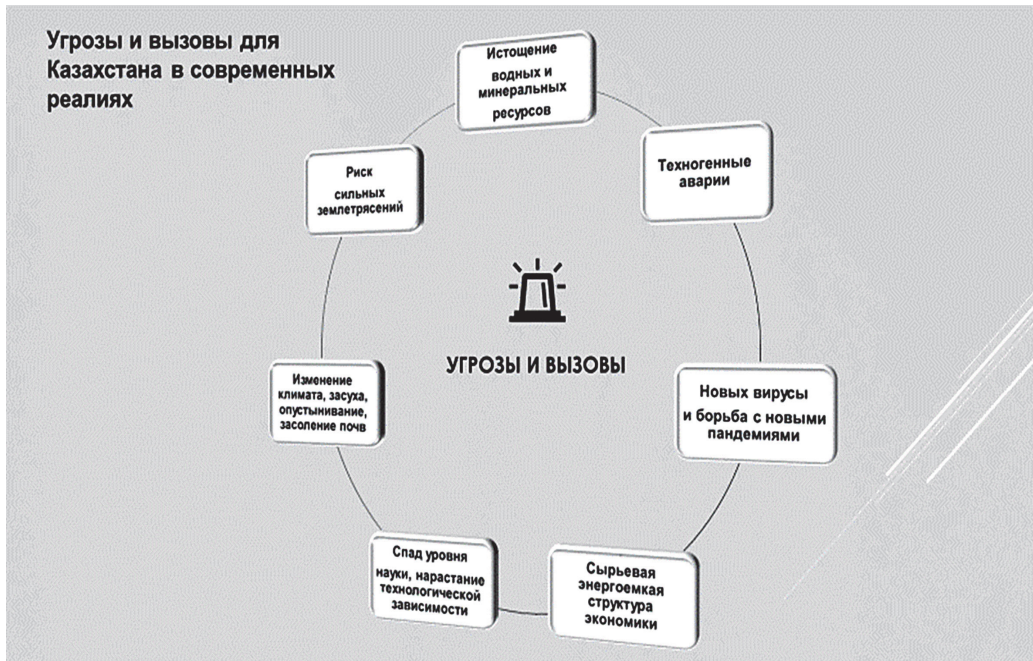 Угрозы и вызовы для
Казахстана в современных
реалиях
Истощение
водных и
минеральных
ресурсов
Техногенные
аварии
Новых вирусы
и борьба с новыми
пандемиями
Сырьевая
энергоемкая
структура
экономики
Спад уровня
науки, нарастание
технологической
зависимости
Изменение
климата, засуха,
опустынивание,
засоление почв
Риск
сильных
землетрясений
УГРОЗЫ И ВЫЗОВЫ